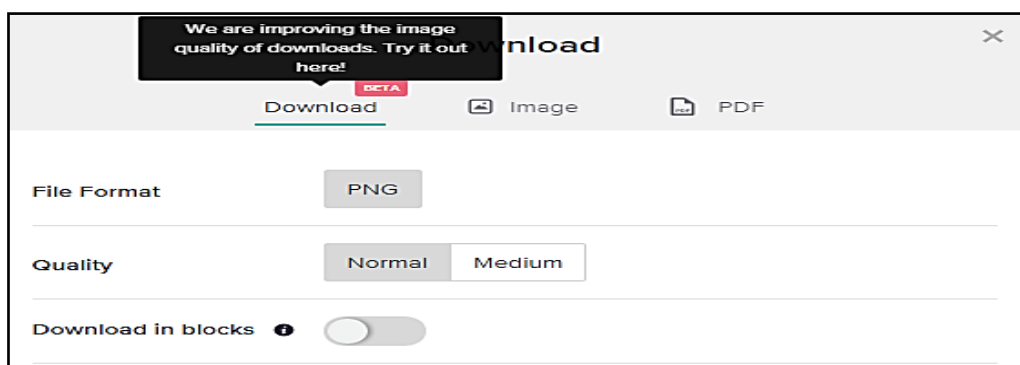 We are improving the image
quality of downloads. Try it out
here!
Download
BETA
Download
Image
PDF
File Format
PNG
Quality
Normal
Medium
Download in blocks